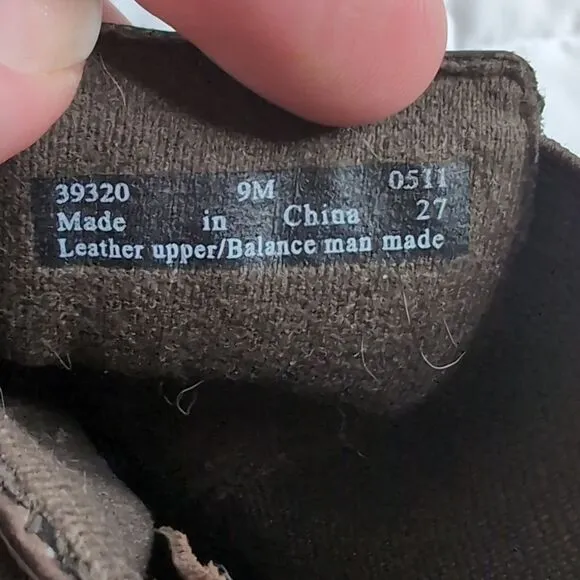 39320 9M 0511
Made in China 27
Leather upper/Balance man made